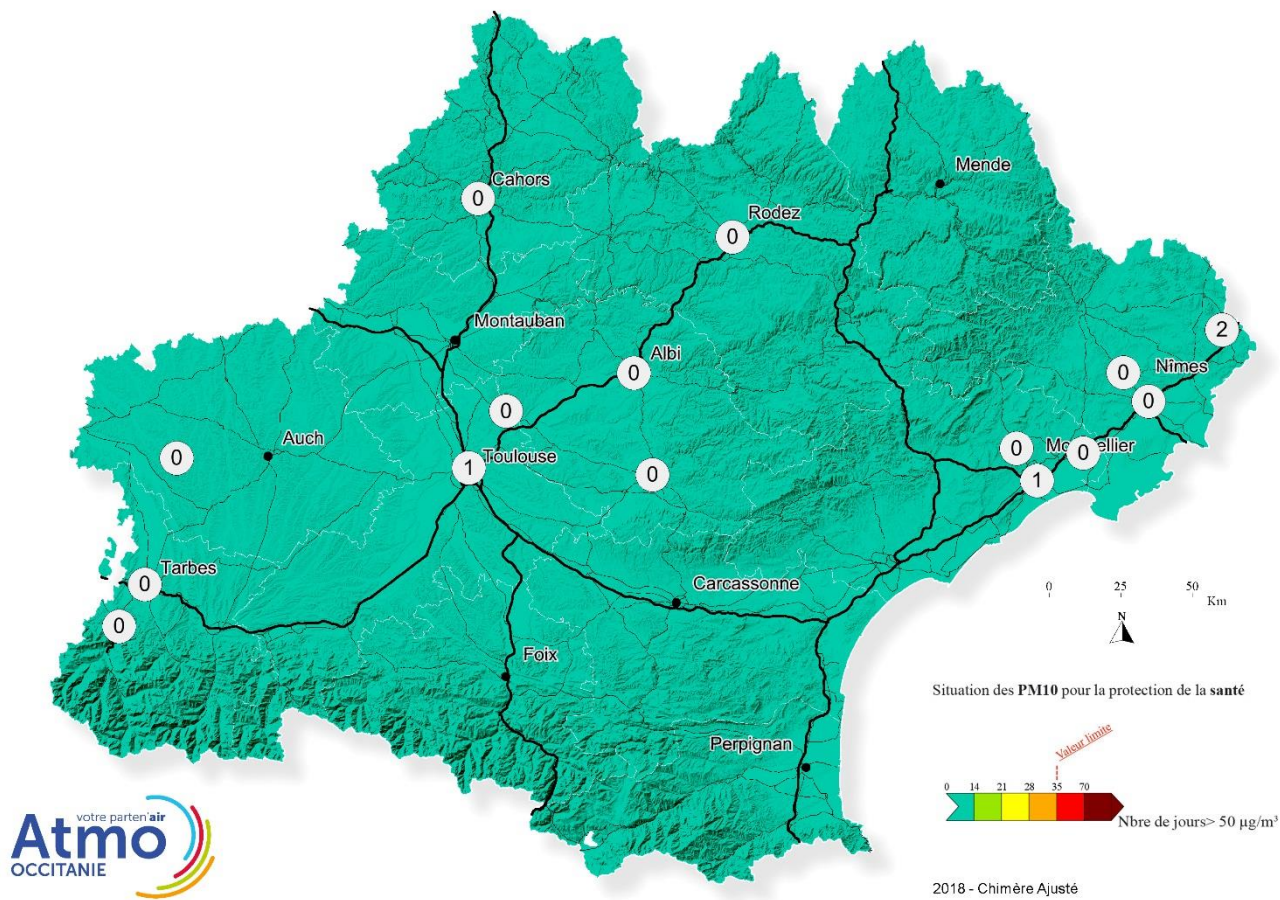 Mende
0
Cahors
Rodez
0
2
Montauban
Albi
0
0
Nîmes
0
0
Auch
0
0
Montpellier
0
1
Toulouse
0
1
Tarbes
0
Carcassonne
0 25 50
Km
0
N
Foix
Situation des PM10 pour la protection de la santé
Perpignan
Valeur limite
0 14 21 28 35 70
Nbre de jours> 50 µg/m³
votre parten'air
Atmo
OCCITANIE
2018 - Chimère Ajusté